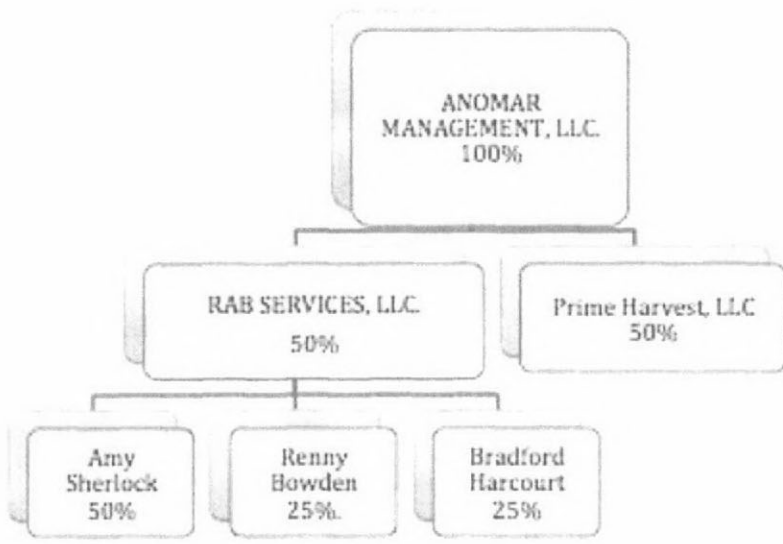 ANOMAR
MANAGEMENT, LLC.
100%
RAB SERVICES, LLC.
50%
Prime Harvest, LLC
50%
Amy
Sherlock
50%
Renny
Bowden
25%.
Bradford
Harcourt
25%